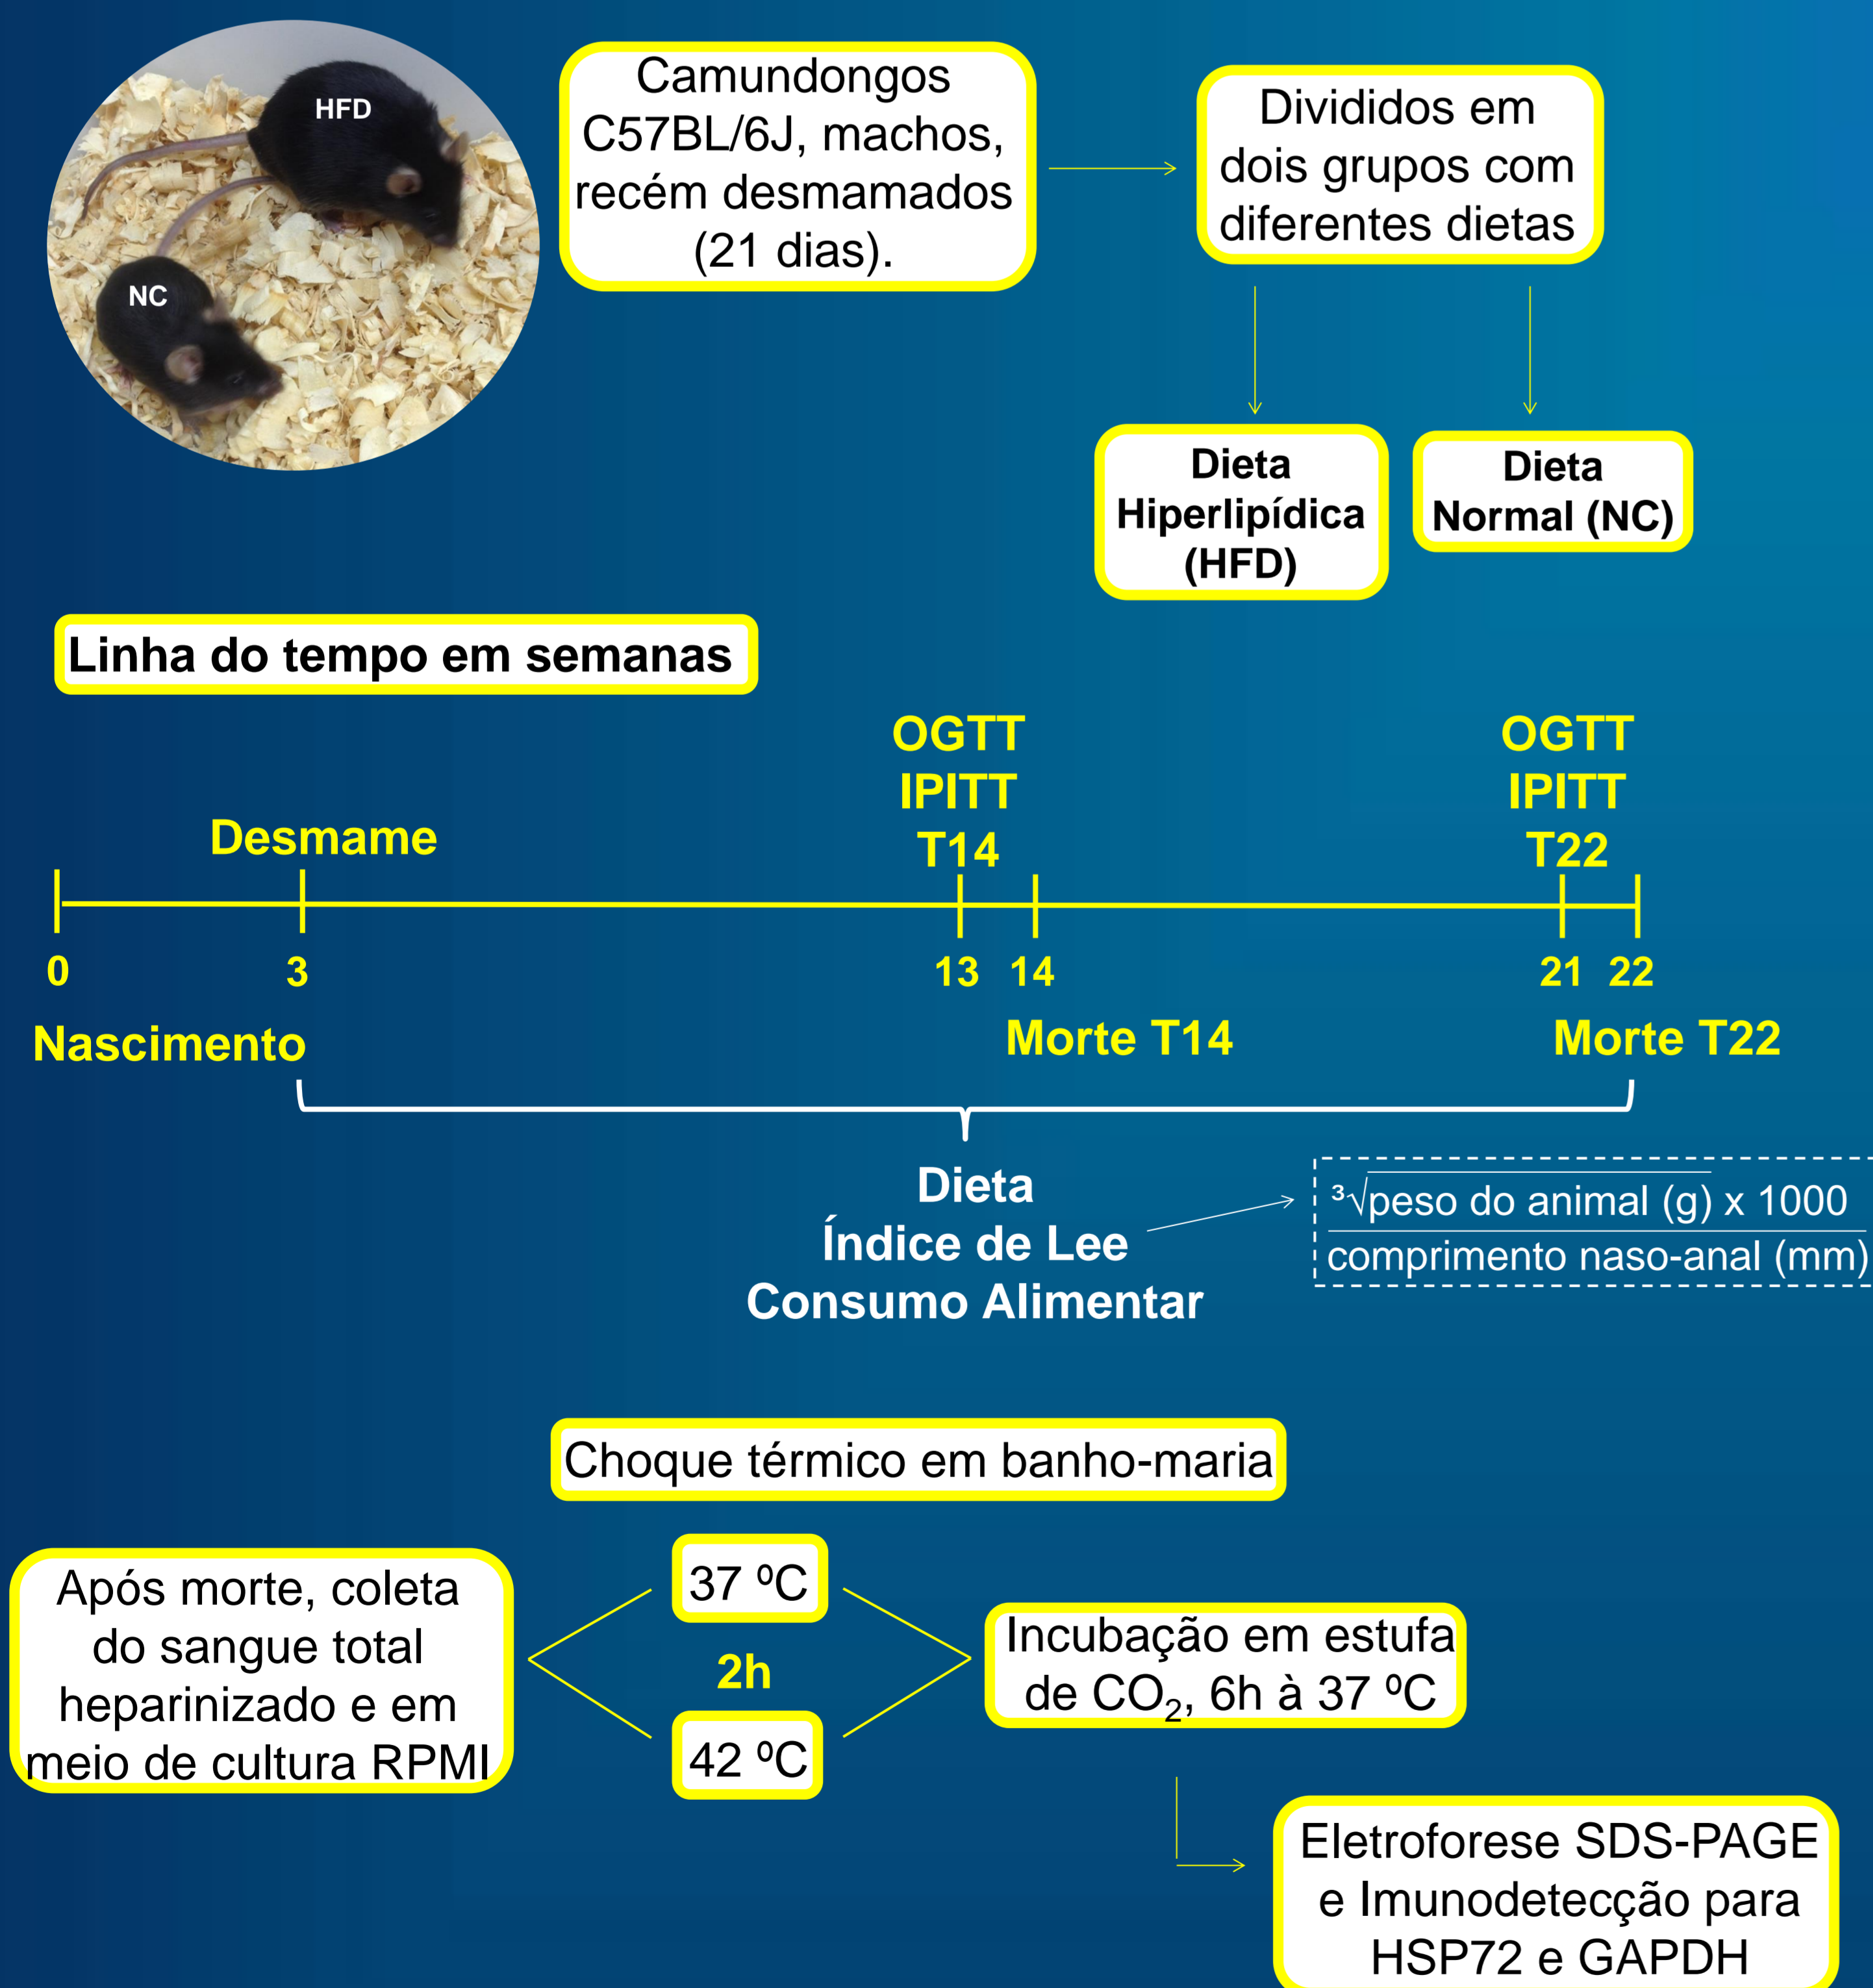 HFD
NC
Camundongos
C57BL/6J, machos,
recém desmamados
(21 dias).
Divididos em
dois grupos com
diferentes dietas
Dieta
Hiperlipídica
(HFD)
Dieta
Normal (NC)
Linha do tempo em semanas
OGTT
IPITT
T14
OGTT
IPITT
T22
Desmame
0
3
13
14
21
22
Nascimento
Morte T14
Morte T22
Dieta
Índice de Lee
Consumo Alimentar
³√peso do animal (g) x 1000
comprimento naso-anal (mm)
Choque térmico em banho-maria
Após morte, coleta
do sangue total
heparinizado e em
meio de cultura RPMI
37 ºC
2h
42 ºC
Incubação em estufa
de CO₂, 6h à 37 ºC
Eletroforese SDS-PAGE
e Imunodetecção para
HSP72 e GAPDH